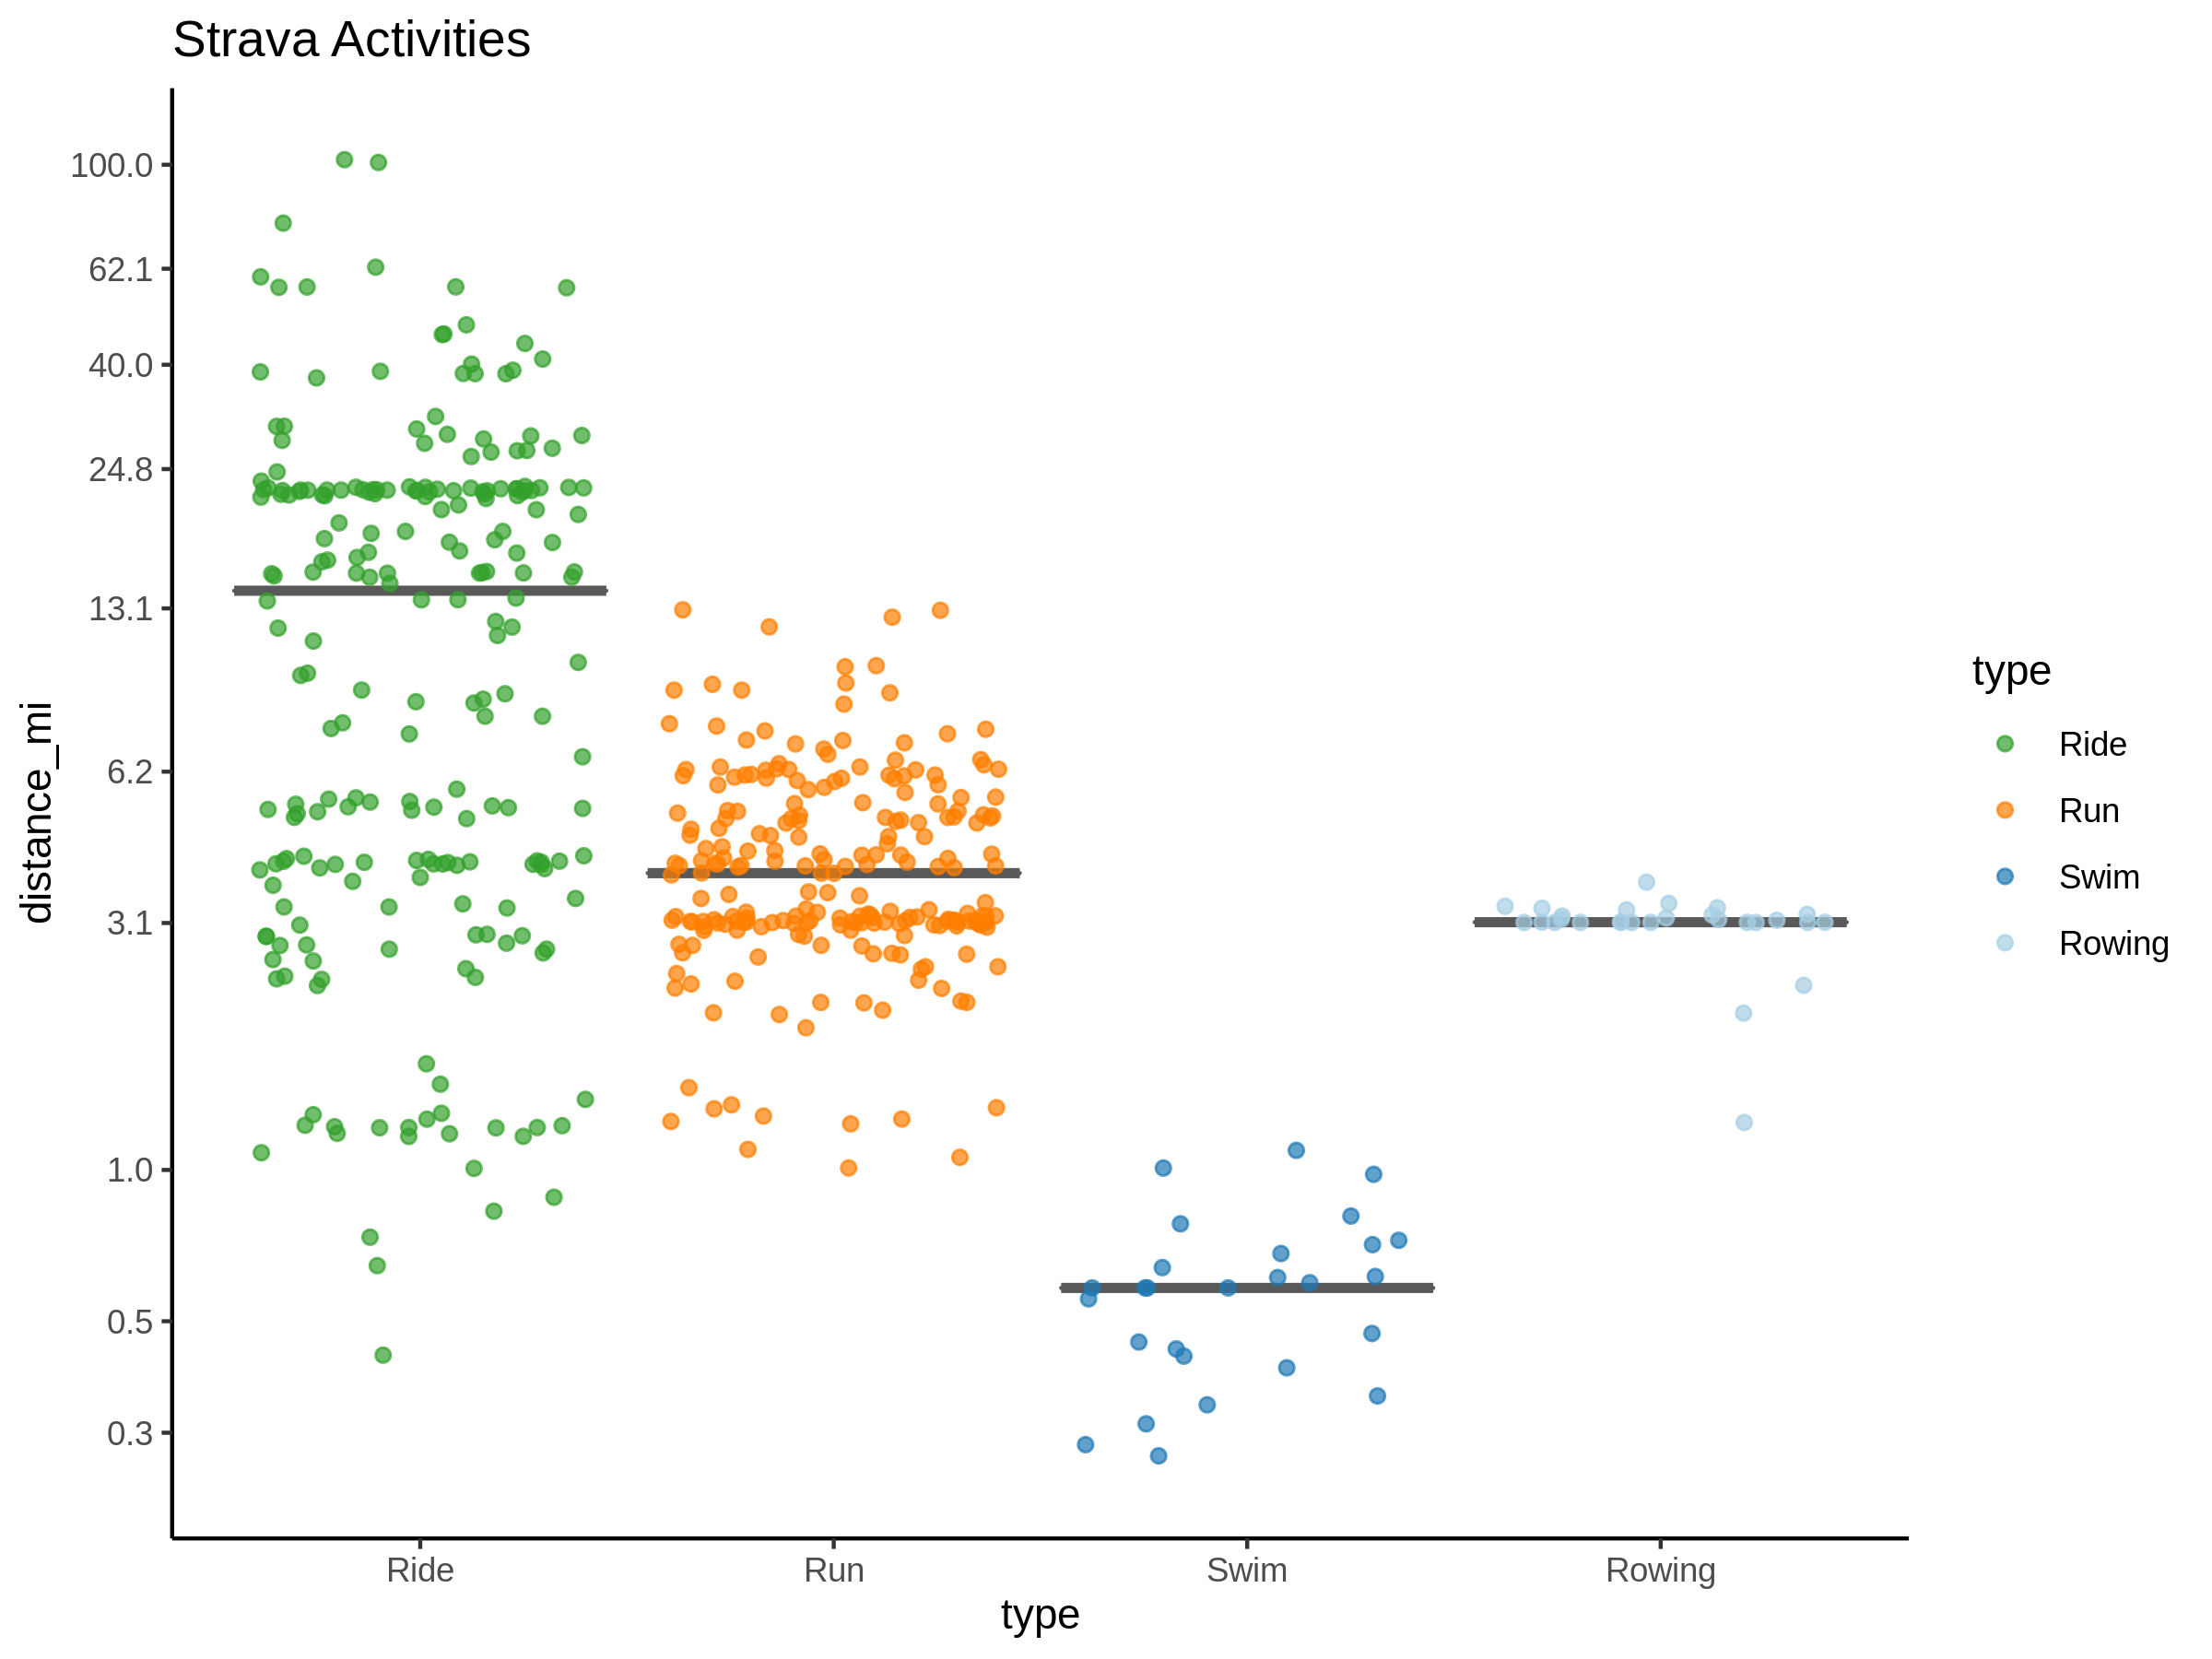 Strava Activities
distance_mi
100.0
62.1
40.0
24.8
13.1
6.2
3.1
1.0
0.5
0.3
Ride Run Swim Rowing
type
type
Ride
Run
Swim
Rowing